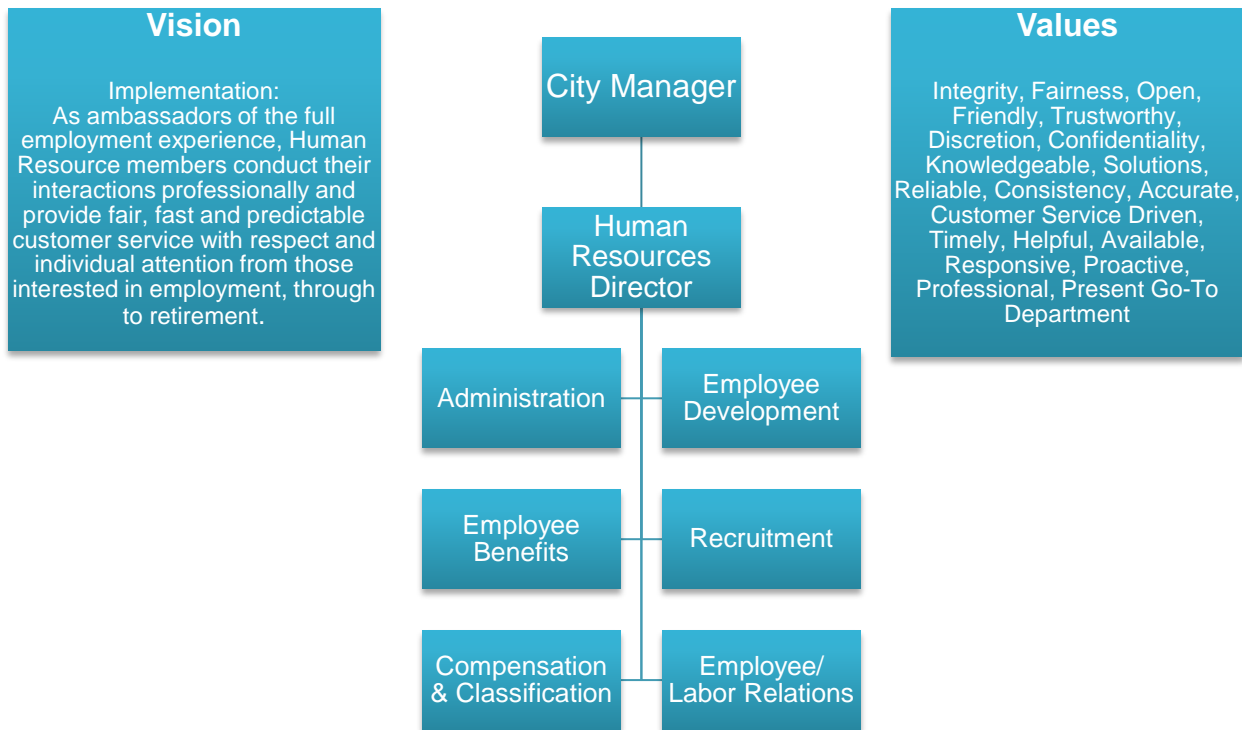 Vision
Implementation:
As ambassadors of the full
employment experience, Human
Resource members conduct their
interactions professionally and
provide fair, fast and predictable
customer service with respect and
individual attention from those
interested in employment, through
to retirement.
City Manager
Human
Resources
Director
Administration
Employee
Development
Employee
Benefits
Recruitment
Compensation
& Classification
Employee/
Labor Relations
Values
Integrity, Fairness, Open,
Friendly, Trustworthy,
Discretion, Confidentiality,
Knowledgeable, Solutions,
Reliable, Consistency, Accurate,
Customer Service Driven,
Timely, Helpful, Available,
Responsive, Proactive,
Professional, Present Go-To
Department